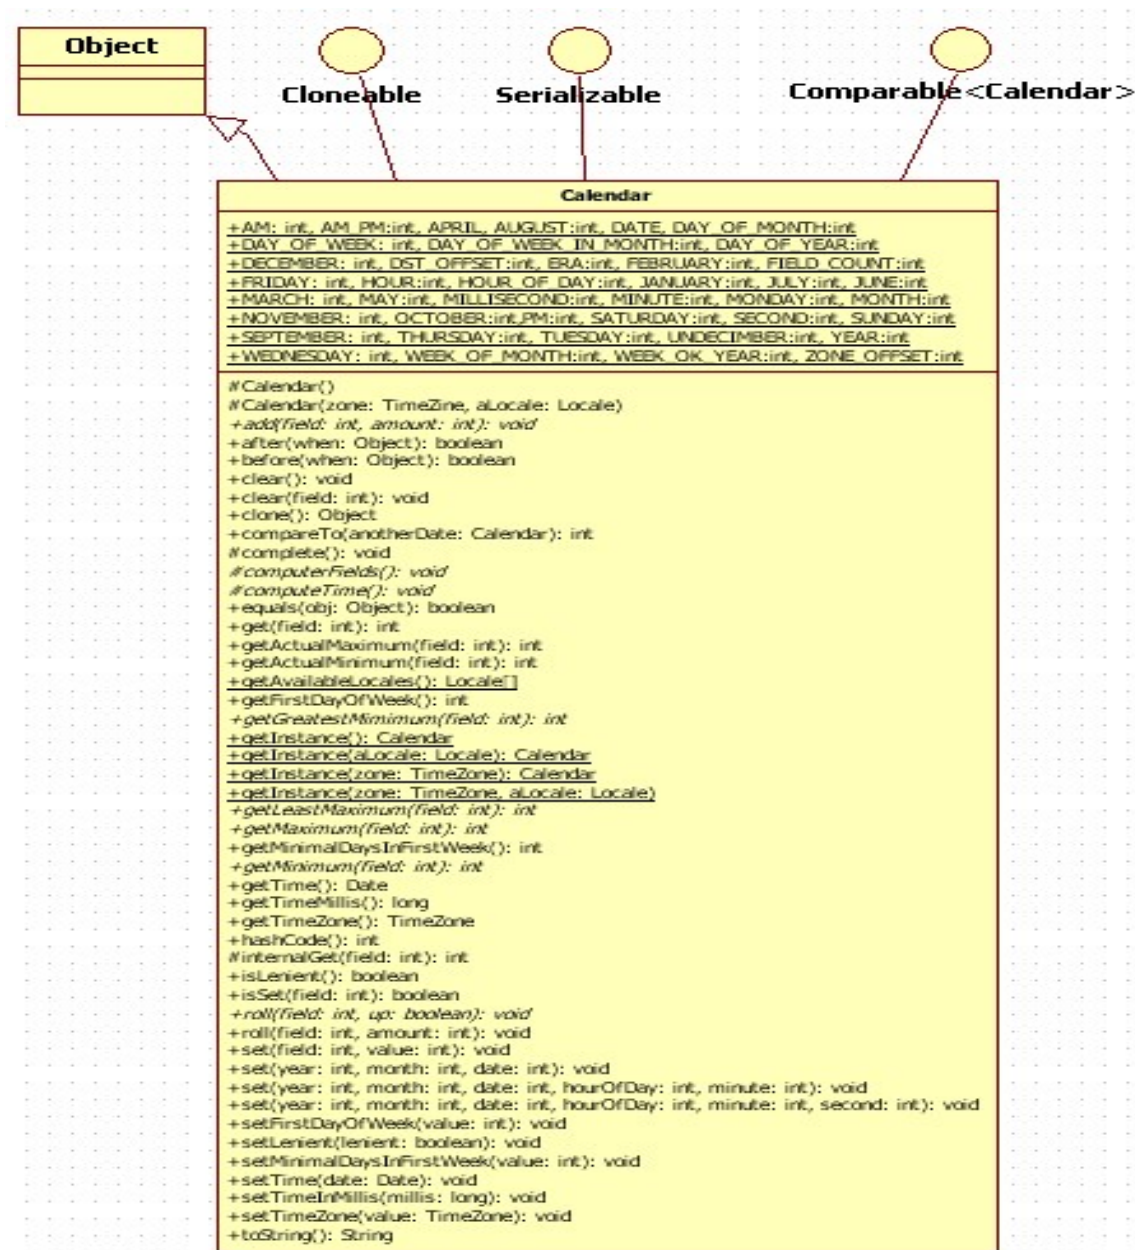 Object
Cloneable
Serializable
Comparable<Calendar>
Calendar
+AM: int, AM_PM:int, APRIL, AUGUST:int, DATE, DAY_OF_MONTH:int
+DAY_OF_WEEK: int, DAY_OF_WEEK_IN_MONTH:int, DAY_OF_YEAR:int
+DECEMBER: int, DST_OFFSET:int, ERA:int, FEBRUARY:int, FIELD_COUNT:int
+FRIDAY: int, HOUR:int, HOUR_OF_DAY:int, JANUARY:int, JULY:int, JUNE:int
+MARCH: int, MAY:int, MILLISECOND:int, MINUTE:int, MONDAY:int, MONTH:int
+NOVEMBER: int, OCTOBER:int,PM:int, SATURDAY:int, SECOND:int, SUNDAY:int
+SEPTEMBER: int, THURSDAY:int, TUESDAY:int, UNDECIMBER:int, YEAR:int
+WEDNESDAY: int, WEEK_OF_MONTH:int, WEEK_OK_YEAR:int, ZONE_OFFSET:int
#Calendar()
#Calendar(zone: TimeZine, aLocale: Locale)
+add(field: int, amount: int): void
+after(when: Object): boolean
+before(when: Object): boolean
+clear(): void
+clear(field: int): void
+clone(): Object
+compareTo(anotherDate: Calendar): int
#complete(): void
#computerFields(): void
#computeTime(): void
+equals(obj: Object): boolean
+get(field: int): int
+getActualMaximum(field: int): int
+getActualMinimum(field: int): int
+getAvailableLocales(): Locale[]
+getFirstDayOfWeek(): int
+getGreatestMimimum(field: int): int
+getInstance(): Calendar
+getInstance(aLocale: Locale): Calendar
+getInstance(zone: TimeZone): Calendar
+getInstance(zone: TimeZone, aLocale: Locale)
+getLeastMaximum(field: int): int
+getMaximum(field: int): int
+getMinimalDaysInFirstWeek(): int
+getMinimum(field: int): int
+getTime(): Date
+getTimeMillis(): long
+getTimeZone(): TimeZone
+hashCode(): int
#internalGet(field: int): int
+isLenient(): boolean
+isSet(field: int): boolean
+roll(field: int, up: boolean): void
+roll(field: int, amount: int): void
+set(field: int, value: int): void
+set(year: int, month: int, date: int): void
+set(year: int, month: int, date: int, hourOfDay: int, minute: int): void
+set(year: int, month: int, date: int, hourOfDay: int, minute: int, second: int): void
+setFirstDayOfWeek(value: int): void
+setLenient(lenient: boolean): void
+setMinimalDaysInFirstWeek(value: int): void
+setTime(date: Date): void
+setTimeInMillis(millis: long): void
+setTimeZone(value: TimeZone): void
+toString(): String